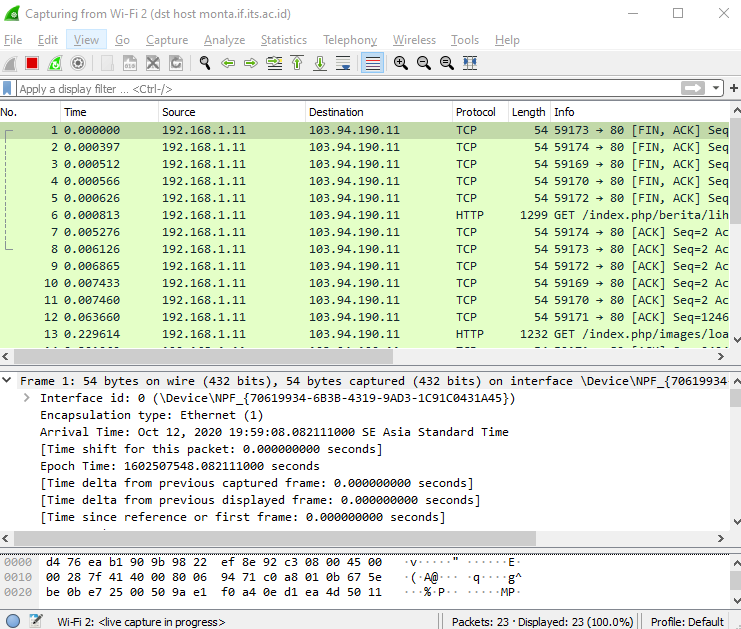 Capturing from Wi-Fi 2 (dst host monta.if.its.ac.id)
File Edit View Go Capture Analyze Statistics Telephony Wireless Tools Help
Apply a display filter ... <Ctrl-/>
No. Time Source Destination Protocol Length Info
1 0.000000 192.168.1.11 103.94.190.11 TCP 54 59173 → 80 [FIN, ACK] Seq
2 0.000397 192.168.1.11 103.94.190.11 TCP 54 59174 → 80 [FIN, ACK] Seq
3 0.000512 192.168.1.11 103.94.190.11 TCP 54 59169 → 80 [FIN, ACK] Seq
4 0.000566 192.168.1.11 103.94.190.11 TCP 54 59170 → 80 [FIN, ACK] Seq
5 0.000626 192.168.1.11 103.94.190.11 TCP 54 59172 → 80 [FIN, ACK] Seq
6 0.000813 192.168.1.11 103.94.190.11 HTTP 1299 GET /index.php/berita/lih
7 0.005276 192.168.1.11 103.94.190.11 TCP 54 59174 → 80 [ACK] Seq=2 Ac
8 0.006126 192.168.1.11 103.94.190.11 TCP 54 59173 → 80 [ACK] Seq=2 Ac
9 0.006865 192.168.1.11 103.94.190.11 TCP 54 59172 → 80 [ACK] Seq=2 Ac
10 0.007433 192.168.1.11 103.94.190.11 TCP 54 59169 → 80 [ACK] Seq=2 Ac
11 0.007460 192.168.1.11 103.94.190.11 TCP 54 59170 → 80 [ACK] Seq=2 Ac
12 0.063660 192.168.1.11 103.94.190.11 TCP 54 59171 → 80 [ACK] Seq=1246
13 0.229614 192.168.1.11 103.94.190.11 HTTP 1232 GET /index.php/images/loa
Frame 1: 54 bytes on wire (432 bits), 54 bytes captured (432 bits) on interface \Device\NPF_{70619934
Interface id: 0 (\Device\NPF_{70619934-6B3B-4319-9AD3-1C91C0431A45})
Encapsulation type: Ethernet (1)
Arrival Time: Oct 12, 2020 19:59:08.082111000 SE Asia Standard Time
[Time shift for this packet: 0.000000000 seconds]
Epoch Time: 1602507548.082111000 seconds
[Time delta from previous captured frame: 0.000000000 seconds]
[Time delta from previous displayed frame: 0.000000000 seconds]
[Time since reference or first frame: 0.000000000 seconds]
0000 d4 76 ea b1 90 9b 98 22 ef 8e 92 c3 08 00 45 00 ·v·····" ······E·
0010 00 28 7f 41 40 00 80 06 94 71 c0 a8 01 0b 67 5e ·(·A@··· ·q····g^
0020 be 0b e7 25 00 50 9a e1 f0 a4 0e d1 ea 4d 50 11 ···%·P·· ·····MP·
Wi-Fi 2: <live capture in progress> Packets: 23 · Displayed: 23 (100.0%) Profile: Default